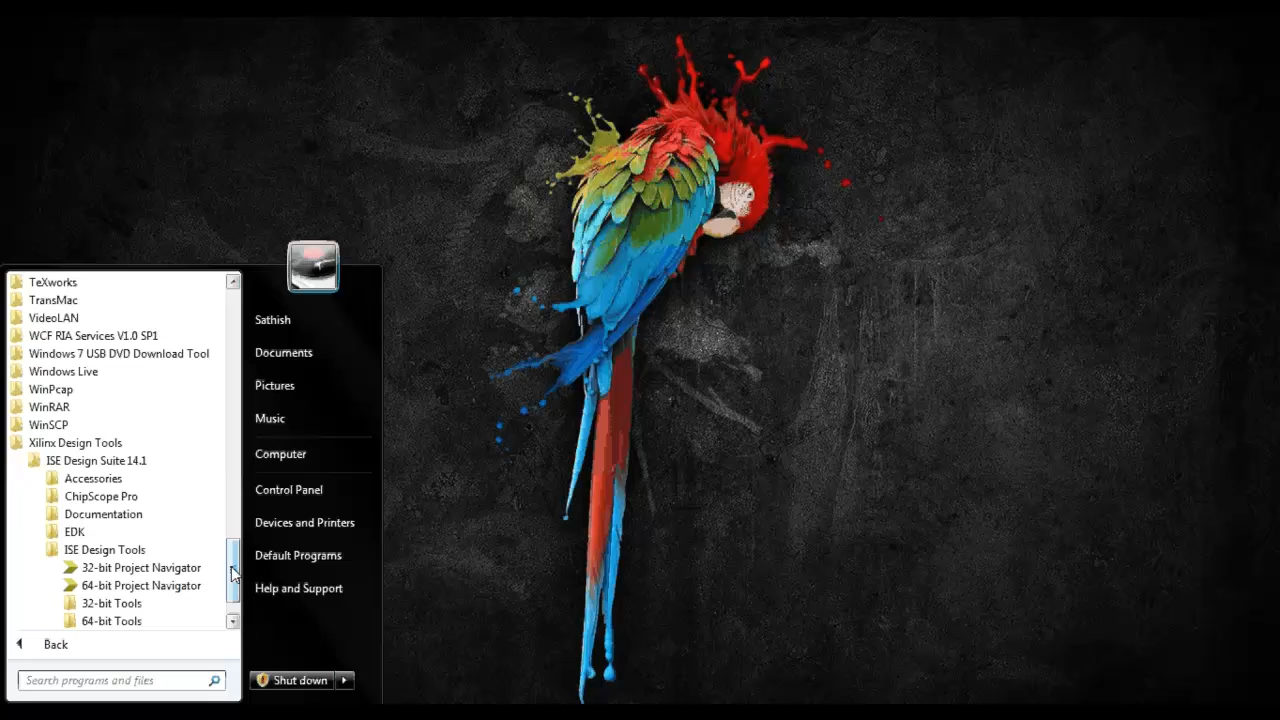 TeXworks
TransMac
VideoLAN
WCF RIA Services V1.0 SP1
Windows 7 USB DVD Download Tool
Windows Live
WinPcap
WinRAR
WinSCP
Xilinx Design Tools
ISE Design Suite 14.1
Accessories
ChipScope Pro
Documentation
EDK
ISE Design Tools
32-bit Project Navigator
64-bit Project Navigator
32-bit Tools
64-bit Tools
Back
Search programs and files
Sathish
Documents
Pictures
Music
Computer
Control Panel
Devices and Printers
Default Programs
Help and Support
Shut down